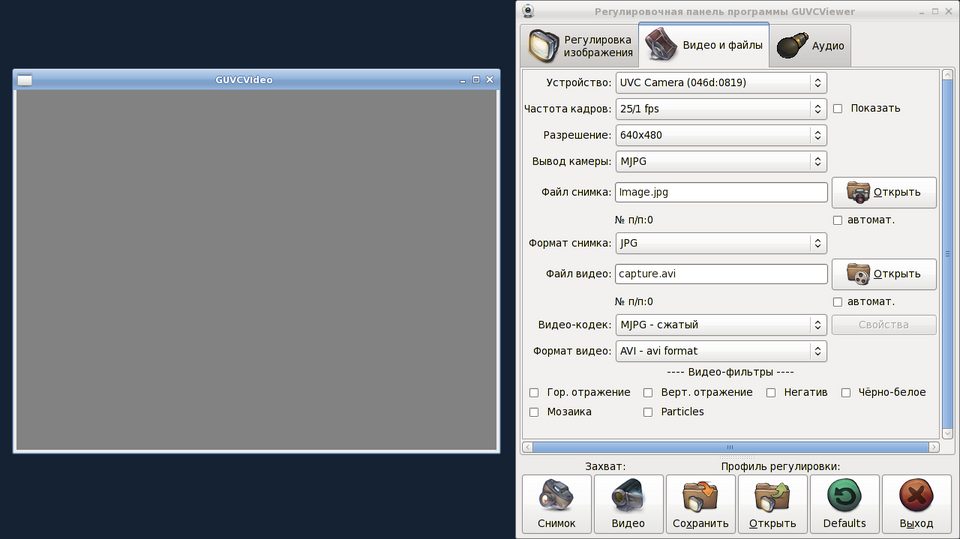 Регулировочная панель программы GUVCViewer
Регулировка
изображения
Видео и файлы
Аудио
GUVCVideo
Устройство: UVC Camera (046d:0819)
Частота кадров: 25/1 fps Показать
Разрешение: 640x480
Вывод камеры: MJPG
Файл снимка: Image.jpg Открыть
№ п/п:0 автомат.
Формат снимка: JPG
Файл видео: capture.avi Открыть
№ п/п:0 автомат.
Видео-кодек: MJPG - сжатый Свойства
Формат видео: AVI - avi format
---- Видео-фильтры ----
Гор. отражение Верт. отражение Негатив Чёрно-белое
Мозаика Particles
Захват: Профиль регулировки:
Снимок Видео Сохранить Открыть Defaults Выход